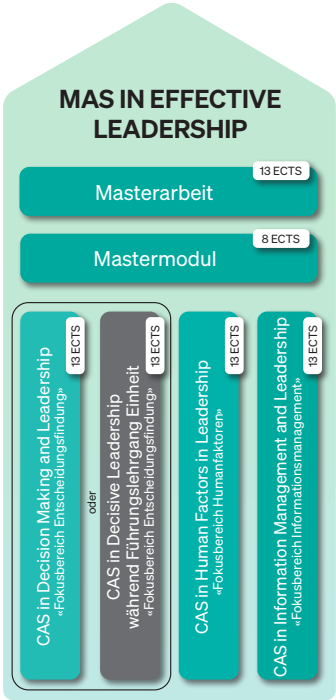 MAS IN EFFECTIVE
LEADERSHIP
13 ECTS
Masterarbeit
8 ECTS
Mastermodul
13 ECTS
CAS in Decision Making and Leadership
«Fokusbereich Entscheidungsfindung»
oder
13 ECTS
CAS in Decisive Leadership
während Führungslehrgang Einheit
«Fokusbereich Entscheidungsfindung»
13 ECTS
CAS in Human Factors in Leadership
«Fokusbereich Humanfaktoren»
13 ECTS
CAS in Information Management and Leadership
«Fokusbereich Informationsmanagement»